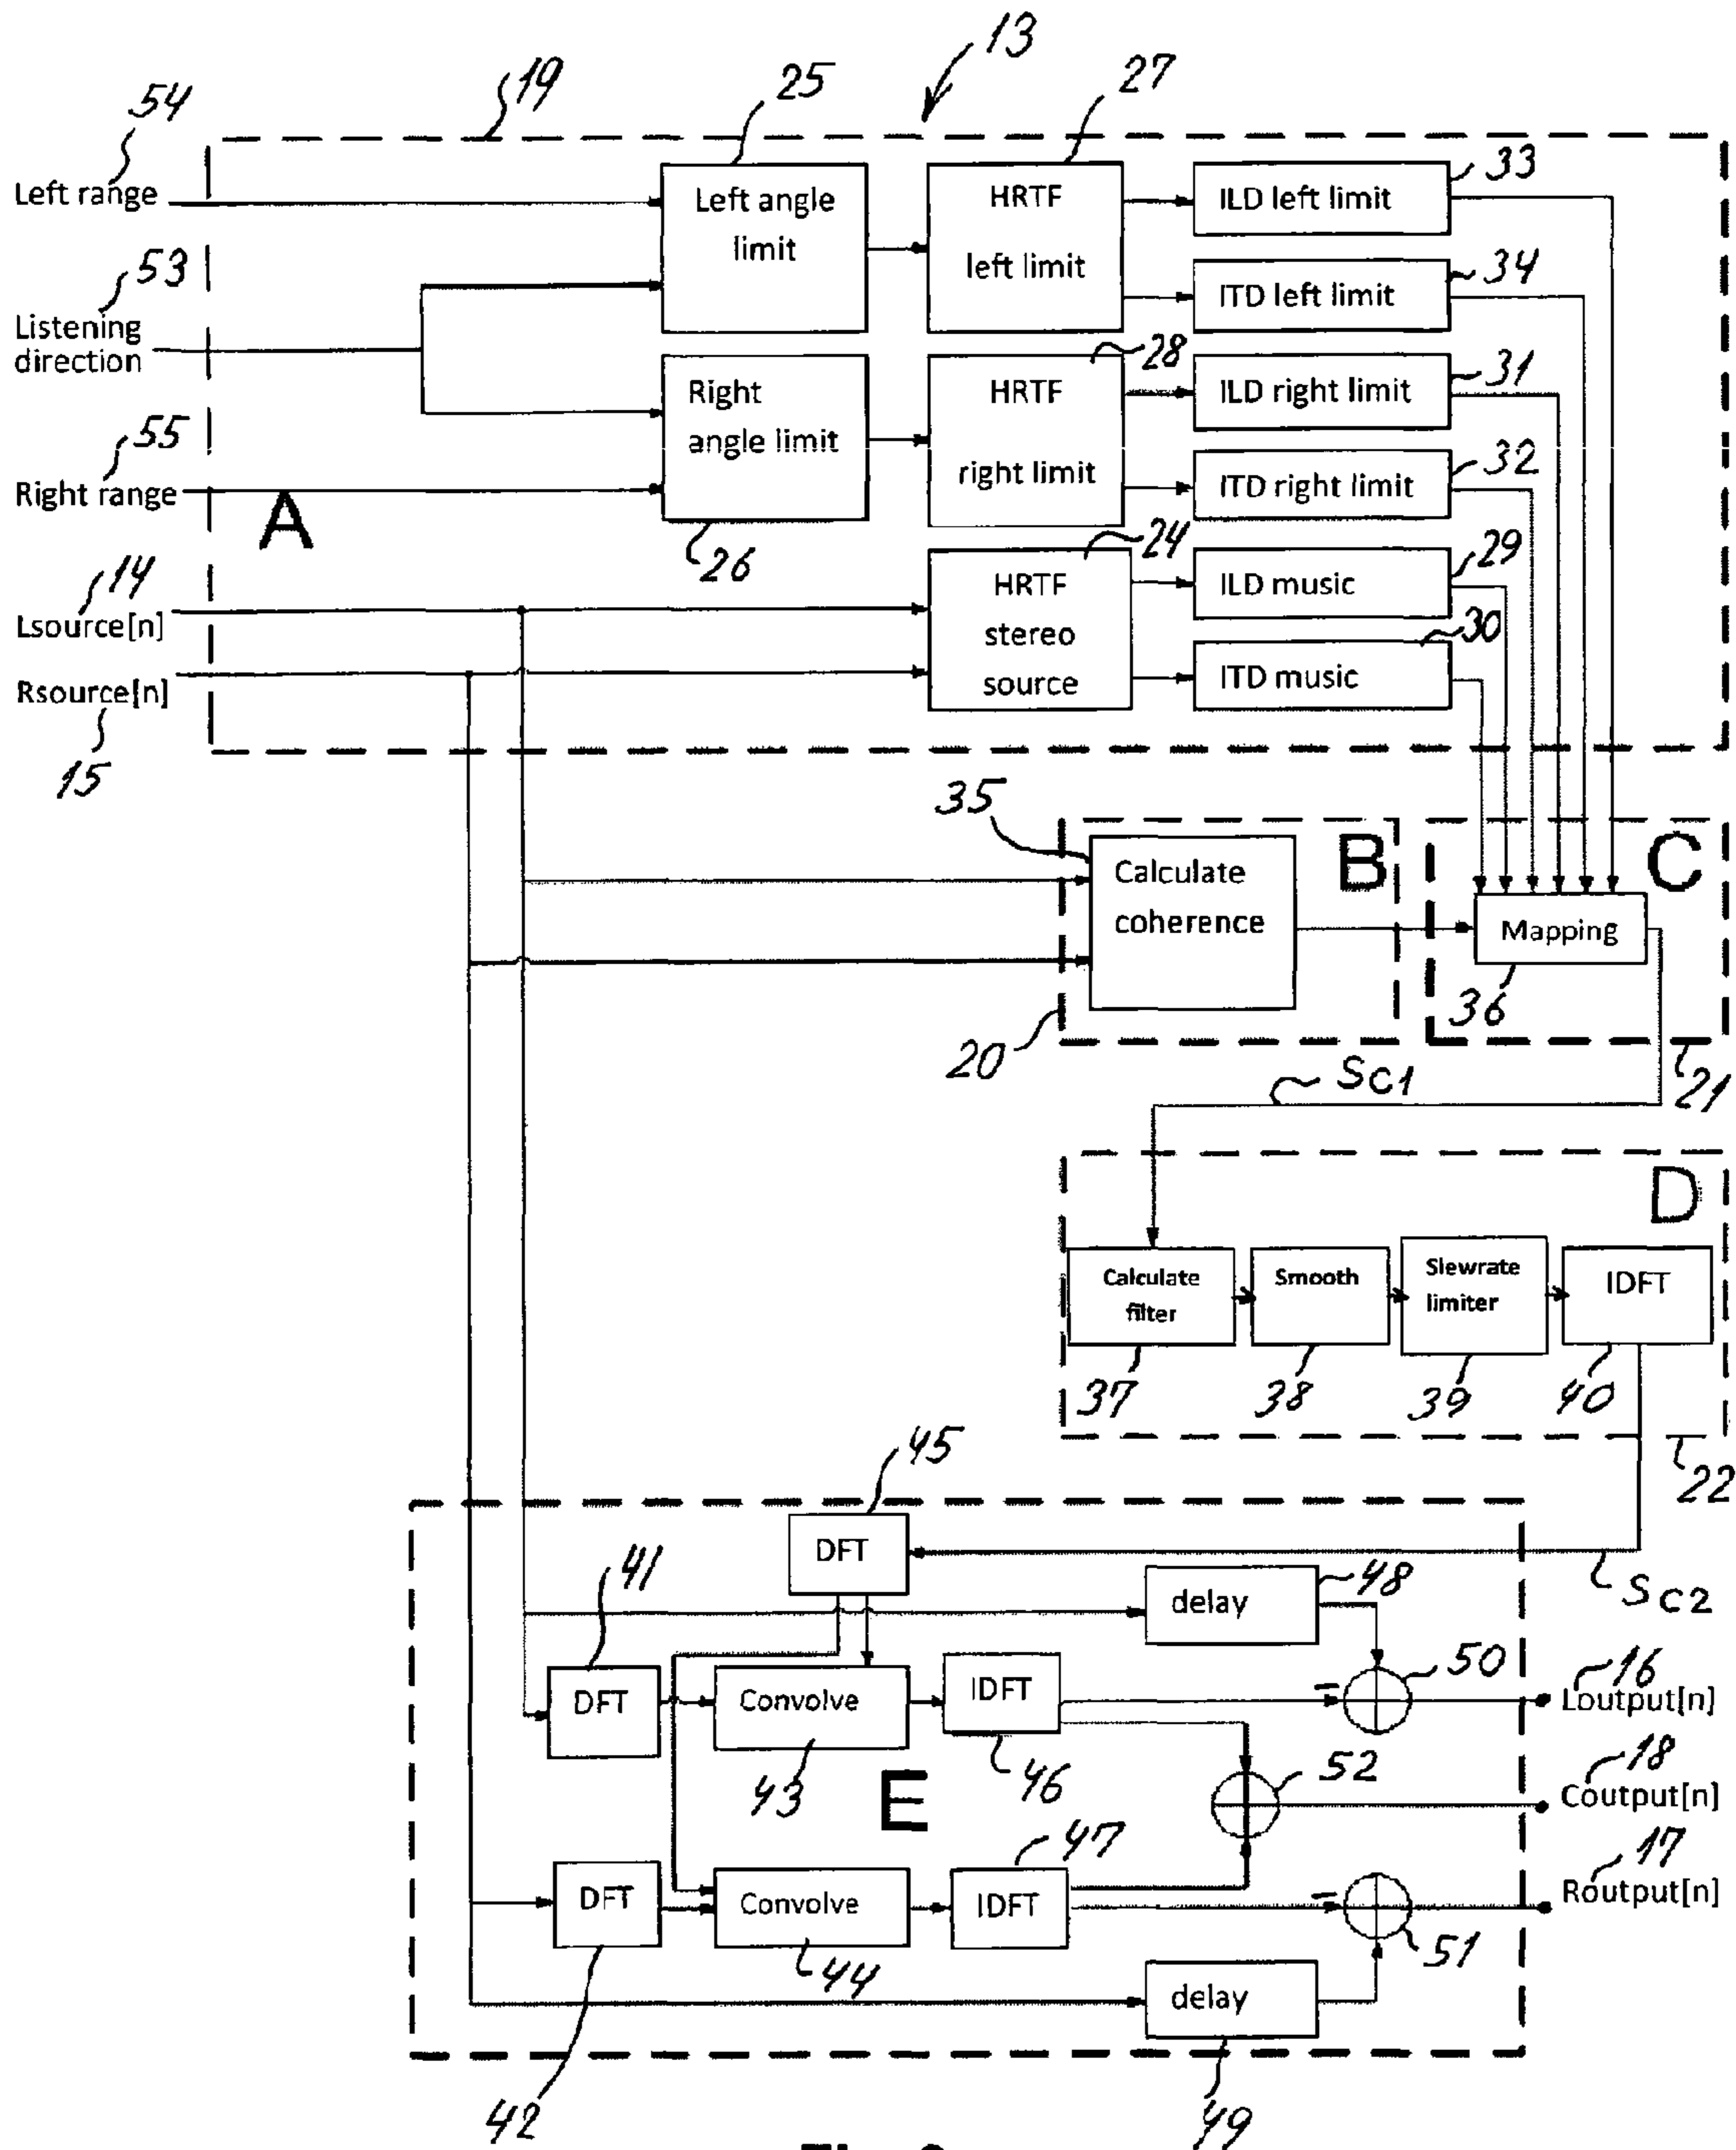 13
19
25
27
54
Left range
Left angle
limit
HRTF
left limit
ILD left limit
33
ITD left limit
34
53
Listening
direction
28
Right
angle limit
HRTF
right limit
ILD right limit
31
ITD right limit
32
55
Right range
A
26
24
14
Lsource[n]
HRTF
stereo
source
ILD music
29
ITD music
30
Rsource[n]
15
35
B
C
Calculate
coherence
Mapping
36
20
21
Sc1
D
Calculate
filter
Smooth
Slewrate
limiter
IDFT
37
38
39
40
22
45
DFT
Sc2
41
delay
48
DFT
Convolve
IDFT
50
16
Loutput[n]
43
E
46
52
18
Coutput[n]
47
17
DFT
Convolve
IDFT
Routput[n]
44
51
delay
42
49